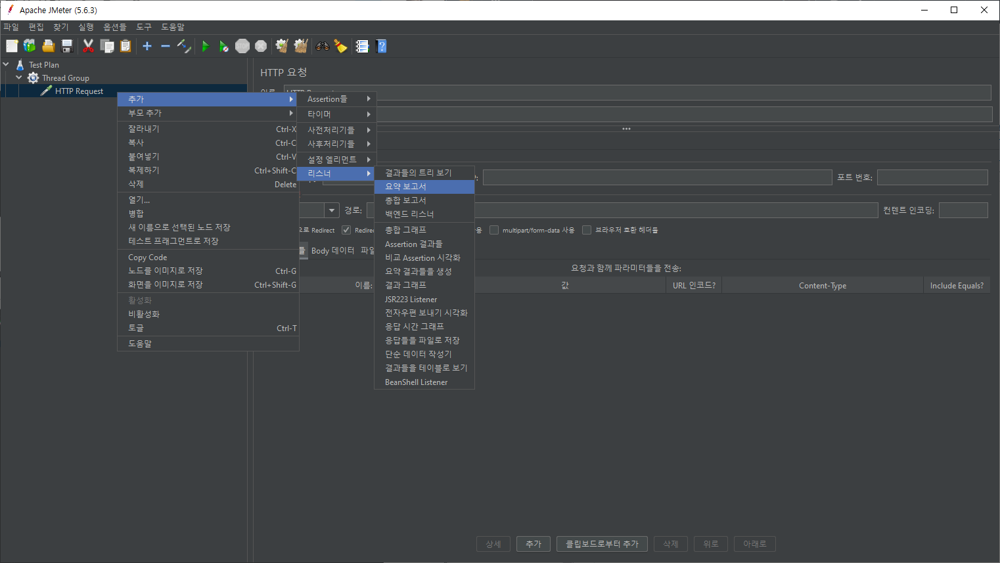 Apache JMeter (5.6.3)
파일 편집 찾기 실행 옵션들 도구 도움말
Test Plan
Thread Group
HTTP Request
HTTP 요청
추가
부모 추가
잘라내기 Ctrl-X
복사 Ctrl-C
붙여넣기 Ctrl-V
복제하기 Ctrl+Shift-C
삭제 Delete
열기...
병합
새 이름으로 선택된 노드 저장
테스트 프래그먼트로 저장
Copy Code
노드를 이미지로 저장 Ctrl-G
화면을 이미지로 저장 Ctrl+Shift-G
활성화
비활성화
토글 Ctrl-T
도움말
Assertion들
타이머
사전처리기들
사후처리기들
설정 엘리먼트
리스너
결과들의 트리 보기
요약 보고서
총합 보고서
백엔드 리스너
총합 그래프
Assertion 결과들
비교 Assertion 시각화
요약 결과들을 생성
결과 그래프
JSR223 Listener
전자우편 보내기 시각화
응답 시간 그래프
응답들을 파일로 저장
단순 데이터 작성기
결과들을 테이블로 보기
BeanShell Listener
포트 번호:
경로: 컨텐트 인코딩:
으로 Redirect multipart/form-data 사용 브라우저 호환 헤더들
Body 데이터 파일
요청과 함께 파라미터들을 전송:
이름: 값 URL 인코드? Content-Type Include Equals?
상세 추가 클립보드로부터 추가 삭제 위로 아래로